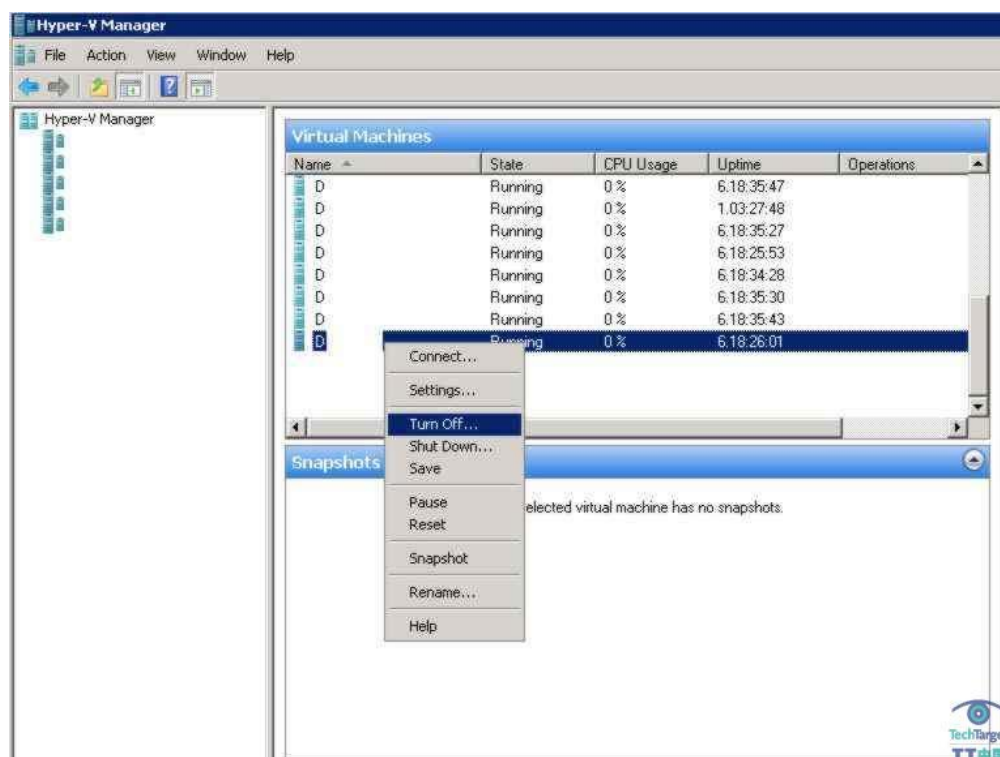 Hyper-V Manager
File Action View Window Help
Hyper-V Manager
Virtual Machines
Name State CPU Usage Uptime Operations
D Running 0 % 6.18:35:47
D Running 0 % 1.03:27:48
D Running 0 % 6.18:35:27
D Running 0 % 6.18:25:53
D Running 0 % 6.18:34:28
D Running 0 % 6.18:35:30
D Running 0 % 6.18:35:43
D Running 0 % 6.18:26:01
Connect...
Settings...
Turn Off...
Shut Down...
Save
Pause
Reset
Snapshot
Rename...
Help
Snapshots
elected virtual machine has no snapshots.
TechTarge